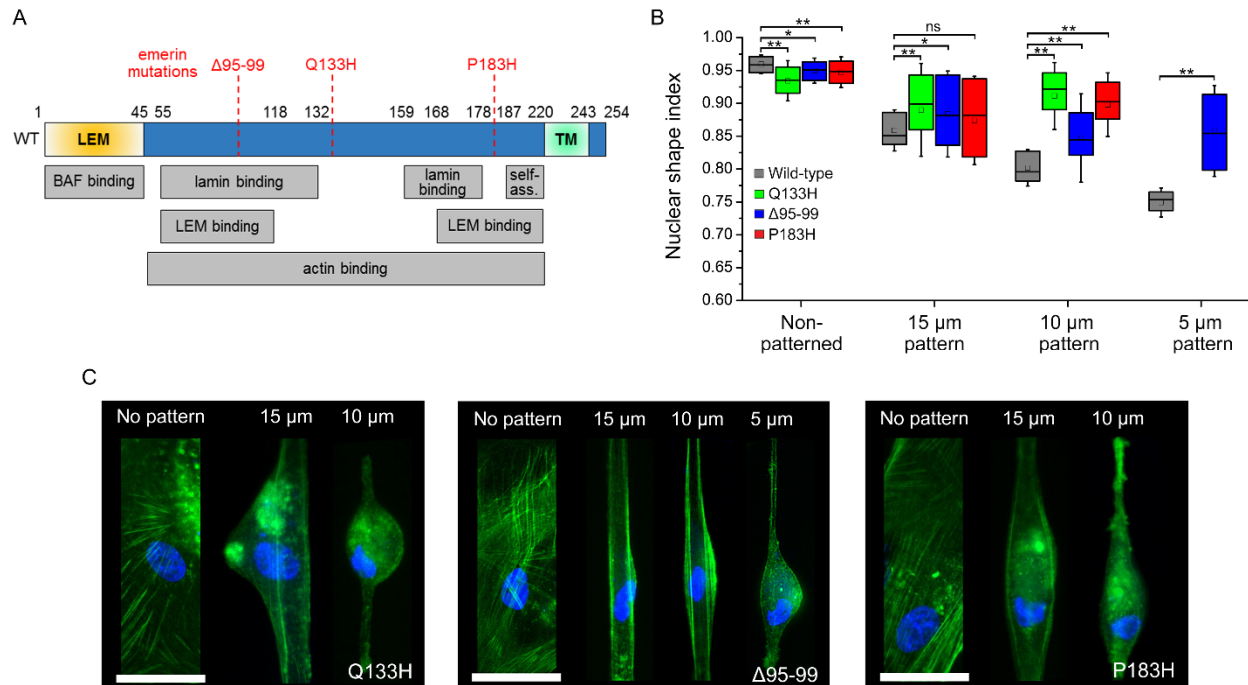 A
emerin
mutations
Δ95-99
Q133H
P183H
1
45
55
118
132
159
168
178
187
220
243
254
WT
LEM
TM
BAF binding
lamin binding
lamin
binding
self-
ass.
LEM binding
LEM binding
actin binding
B
Nuclear shape index
1.00
0.95
0.90
0.85
0.80
0.75
0.70
0.65
0.60
**
*
**
ns
*
**
**
**
**
**
Wild-type
Q133H
Δ95-99
P183H
Non-
patterned
15 µm
pattern
10 µm
pattern
5 µm
pattern
C
No pattern 15 µm 10 µm
Q133H
No pattern 15 µm 10 µm 5 µm
Δ95-99
No pattern 15 µm 10 µm
P183H